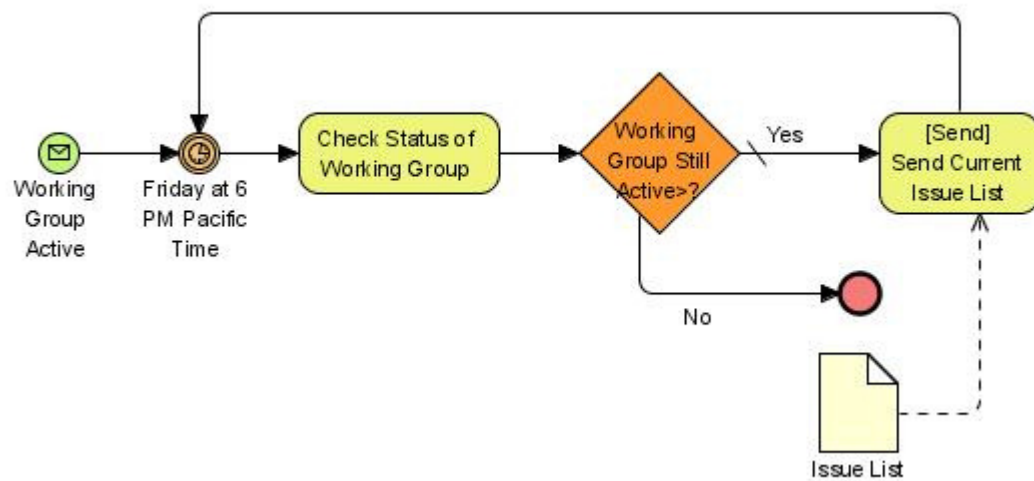 Working
Group
Active
Friday at 6
PM Pacific
Time
Check Status of
Working Group
Working
Group Still
Active>?
Yes
[Send]
Send Current
Issue List
No
Issue List